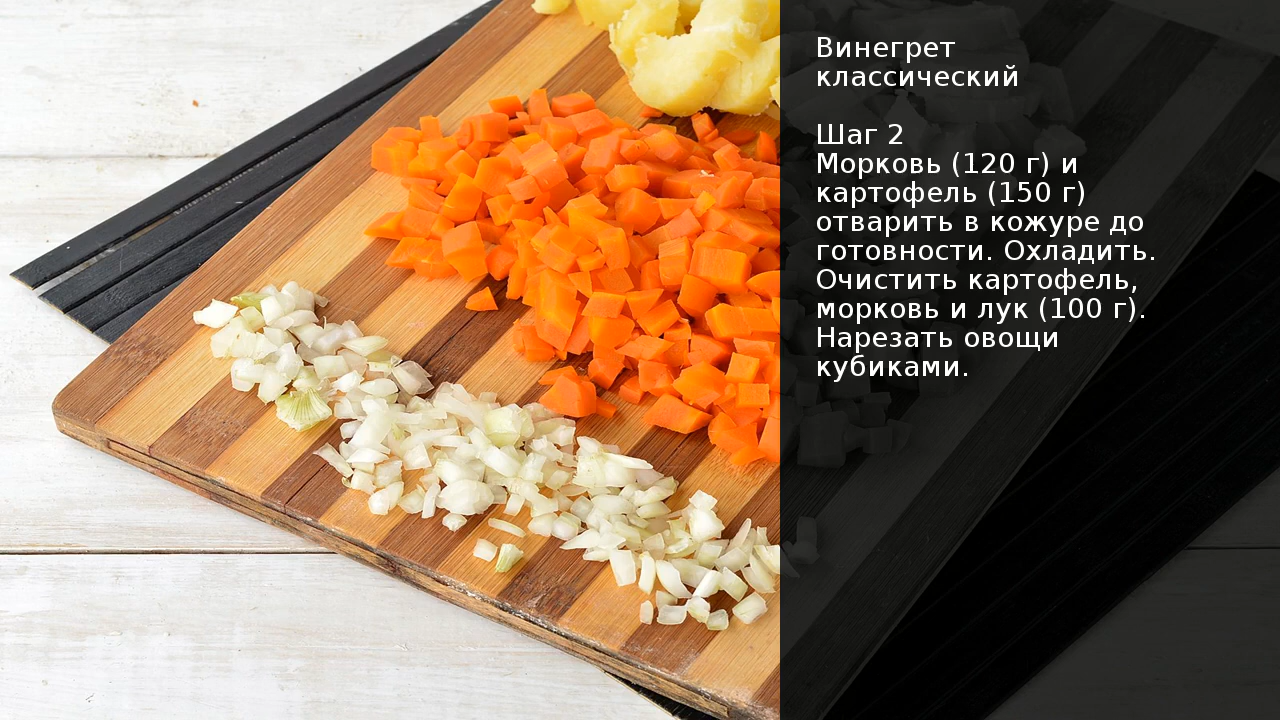 Винегрет
классический
Шаг 2
Морковь (120 г) и
картофель (150 г)
отварить в кожуре до
готовности. Охладить.
Очистить картофель,
морковь и лук (100 г).
Нарезать овощи
кубиками.